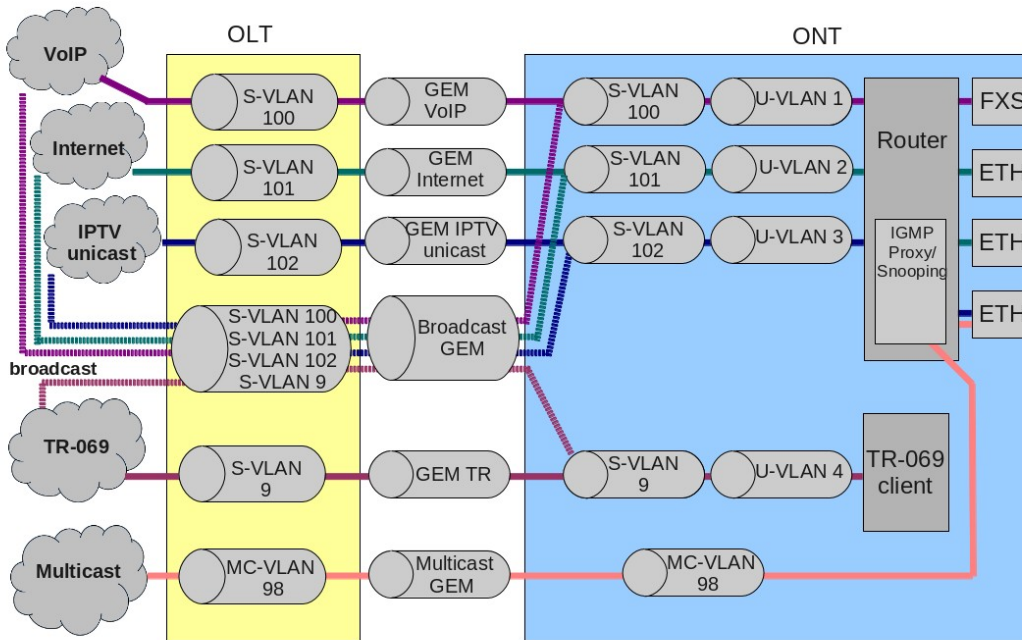 OLT
ONT
VoIP
S-VLAN
100
GEM
VoIP
S-VLAN
100
U-VLAN 1
Router
FXS
Internet
S-VLAN
101
GEM
Internet
S-VLAN
101
U-VLAN 2
ETH
IPTV
unicast
S-VLAN
102
GEM IPTV
unicast
S-VLAN
102
U-VLAN 3
IGMP
Proxy/
Snooping
ETH
S-VLAN 100
S-VLAN 101
S-VLAN 102
S-VLAN 9
Broadcast
GEM
ETH
broadcast
TR-069
S-VLAN
9
GEM TR
S-VLAN
9
U-VLAN 4
TR-069
client
Multicast
MC-VLAN
98
Multicast
GEM
MC-VLAN
98